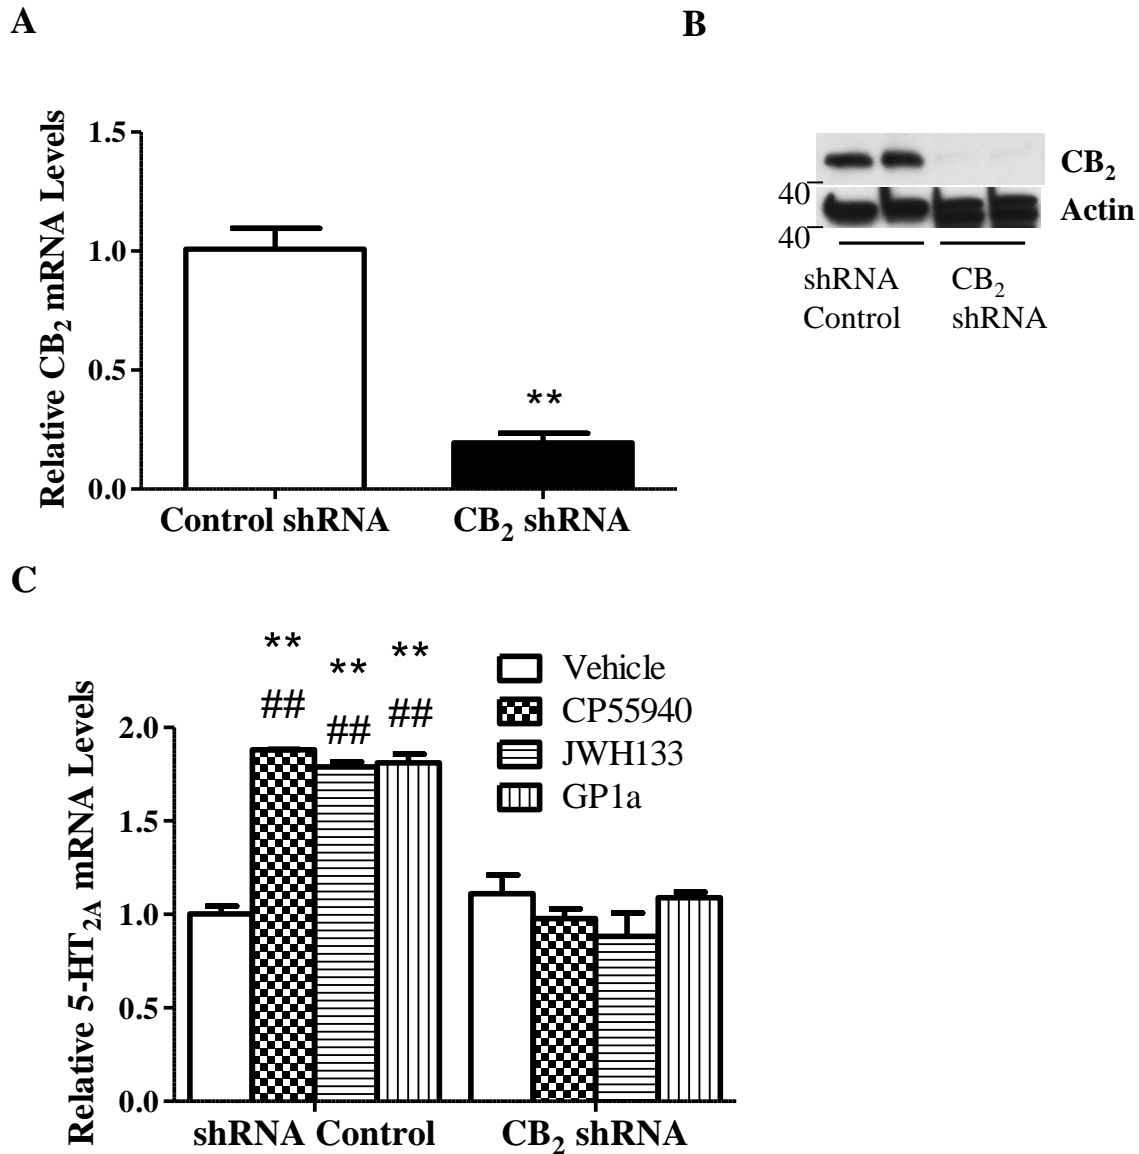 A
B
Relative CB₂ mRNA Levels
1.5
1.0
0.5
0.0
**
Control shRNA
CB₂ shRNA
CB₂
40
Actin
40
shRNA Control
CB₂ shRNA
C
Relative 5-HT₂A mRNA Levels
2.0
1.5
1.0
0.5
0.0
**
##
**
##
**
##
Vehicle
CP55940
JWH133
GP1a
shRNA Control
CB₂ shRNA